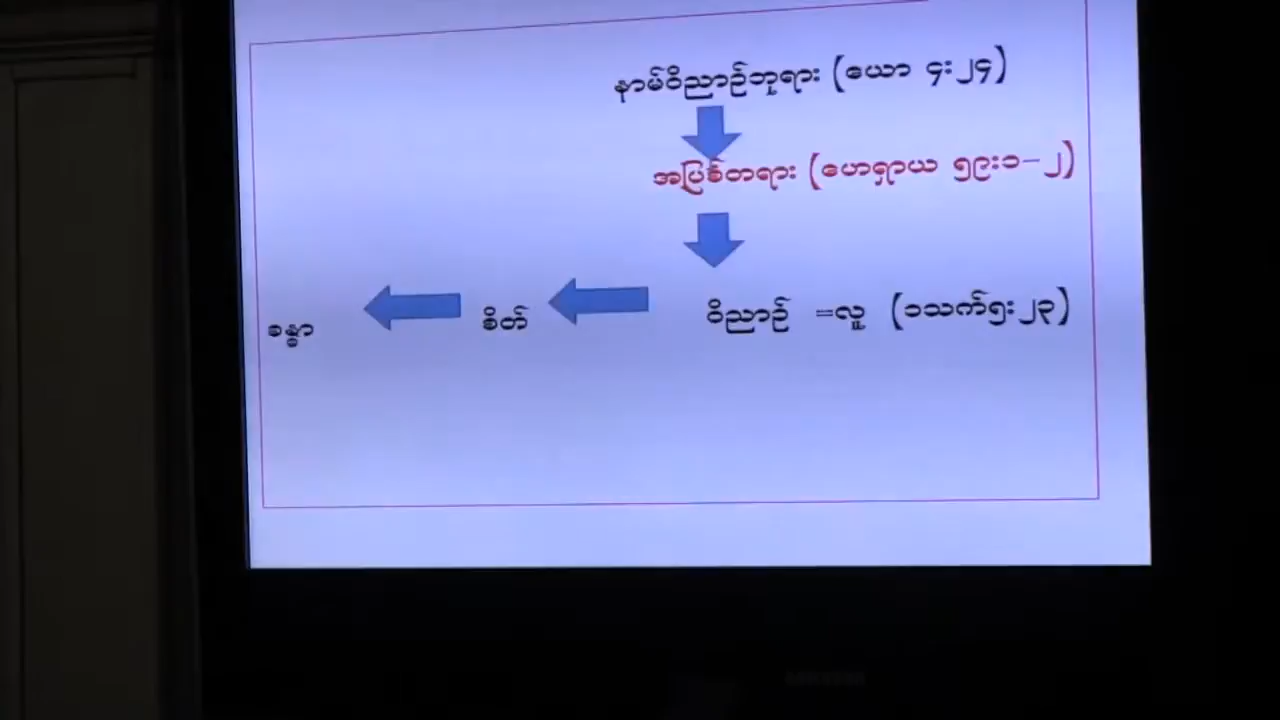 နာမ်ဝိညာဉ်ဘုရား (ယော ၄း၂၄)
အပြစ်တရား (ဟေရှာယ ၅၉း၁-၂)
ခန္ဓာ စိတ် ဝိညာဉ် =လူ (၁သက်၅း၂၃)